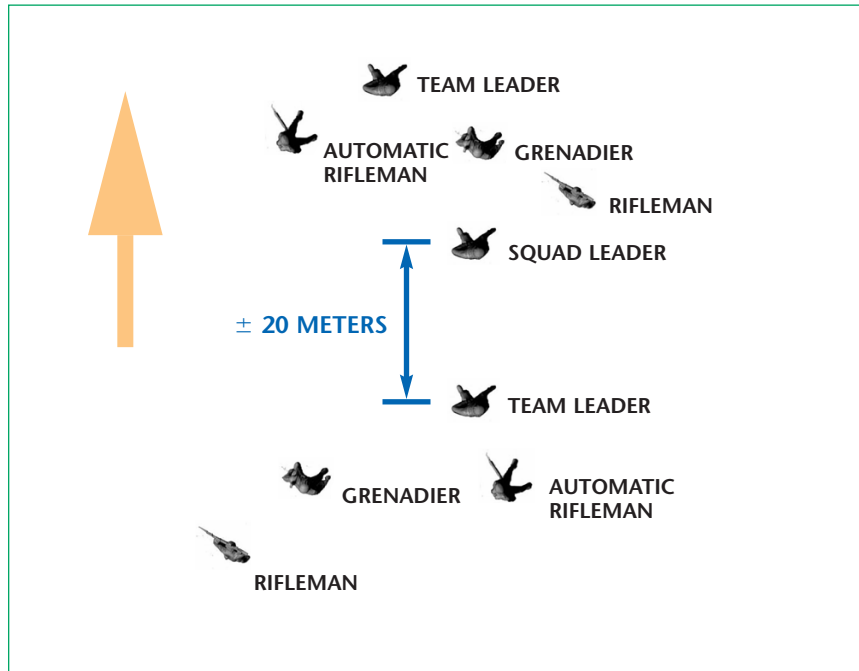 TEAM LEADER
AUTOMATIC
RIFLEMAN
GRENADIER
RIFLEMAN
SQUAD LEADER
± 20 METERS
TEAM LEADER
GRENADIER
AUTOMATIC
RIFLEMAN
RIFLEMAN